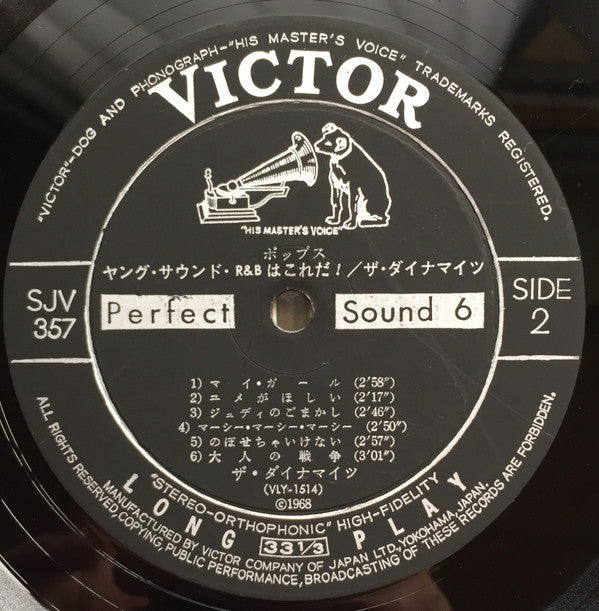 "VICTOR"-DOG AND PHONOGRAPH-"HIS MASTER'S VOICE" TRADEMARKS REGISTERED.
VICTOR
"HIS MASTER'S VOICE"
ポップス
ヤング・サウンド・R&Bはこれだ!/ザ・ダイナマイツ
SJV
357
Perfect Sound 6
SIDE
2
1) マイ・ガール (2'58")
2) ユメがほしい (2'17")
3) ジュディのごまかし (2'46")
4) マーシー・マーシー・マーシー (2'50")
5) のぼせちゃいけない (2'57")
6) 大人の戦争 (3'01")
ザ・ダイナマイツ
(VLY-1514)
©1968
"STEREO-ORTHOPHONIC" HIGH-FIDELITY
LONG 33 1/3 PLAY
MANUFACTURED BY VICTOR COMPANY OF JAPAN LTD., YOKOHAMA, JAPAN.
ALL RIGHTS RESERVED, COPYING, PUBLIC PERFORMANCE, BROADCASTING OF THESE RECORDS ARE FORBIDDEN.